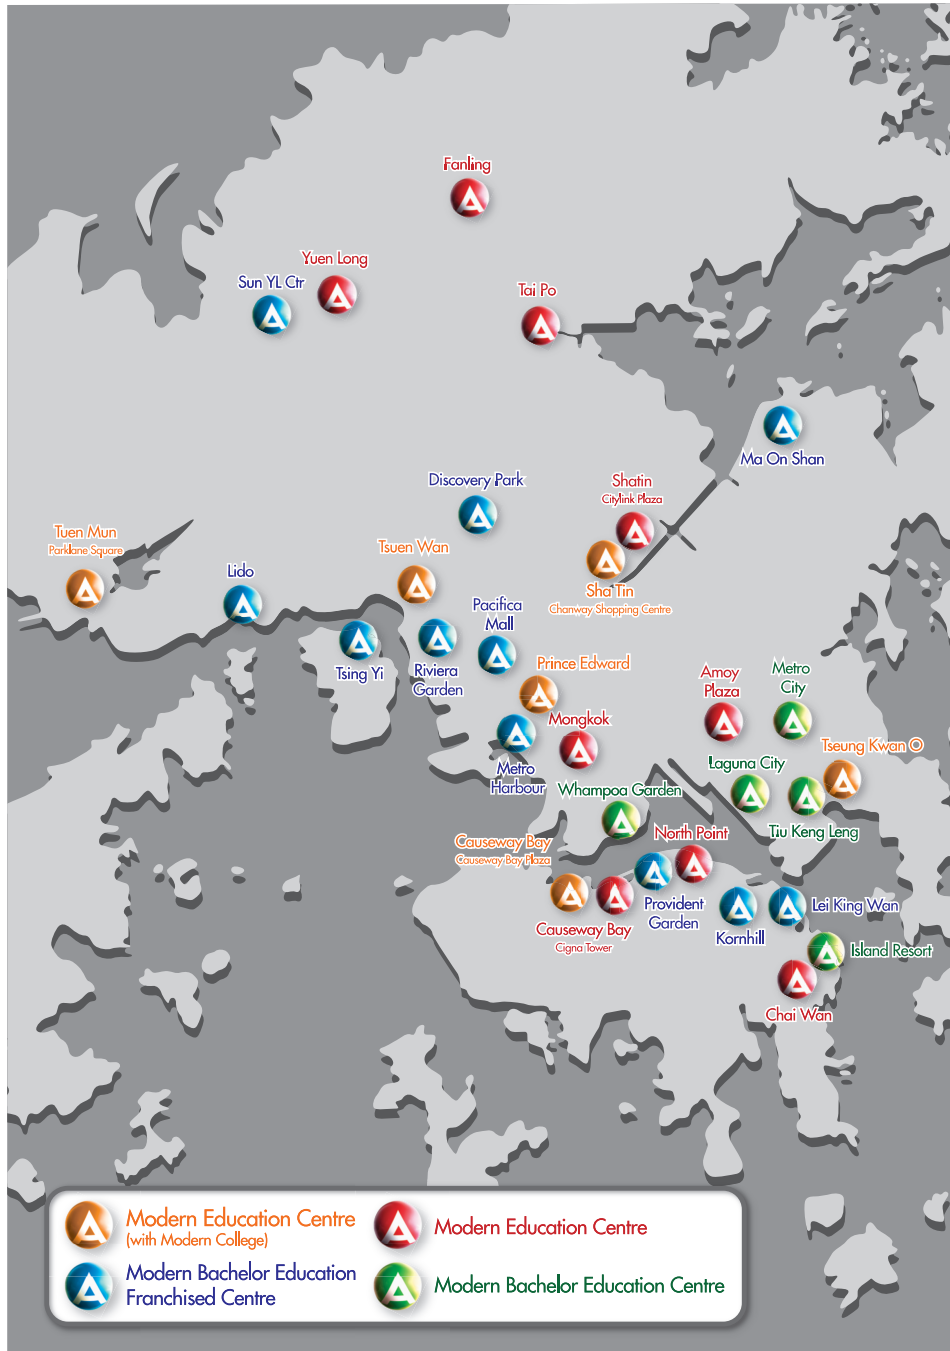 Fanling
Yuen Long
Sun YL Ctr
Tai Po
Ma On Shan
Discovery Park
Shatin
Citylink Plaza
Tuen Mun
Parklane Square
Tsuen Wan
Lido
Sha Tin
Chanway Shopping Centre
Pacifica
Mall
Tsing Yi
Riviera
Garden
Prince Edward
Amoy
Plaza
Metro
City
Mongkok
Tseung Kwan O
Metro
Harbour
Laguna City
Whampoa Garden
Tiu Keng Leng
North Point
Causeway Bay
Causeway Bay Plaza
Provident
Garden
Lei King Wan
Causeway Bay
Cigna Tower
Kornhill
Island Resort
Chai Wan
Modern Education Centre
(with Modern College)
Modern Education Centre
Modern Bachelor Education
Franchised Centre
Modern Bachelor Education Centre